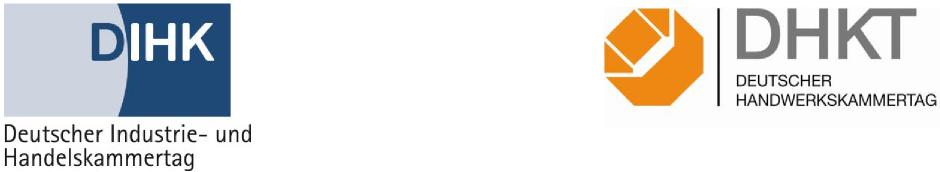 DIHK
Deutscher Industrie- und
Handelskammertag
DHKT
DEUTSCHER
HANDWERKSKAMMERTAG